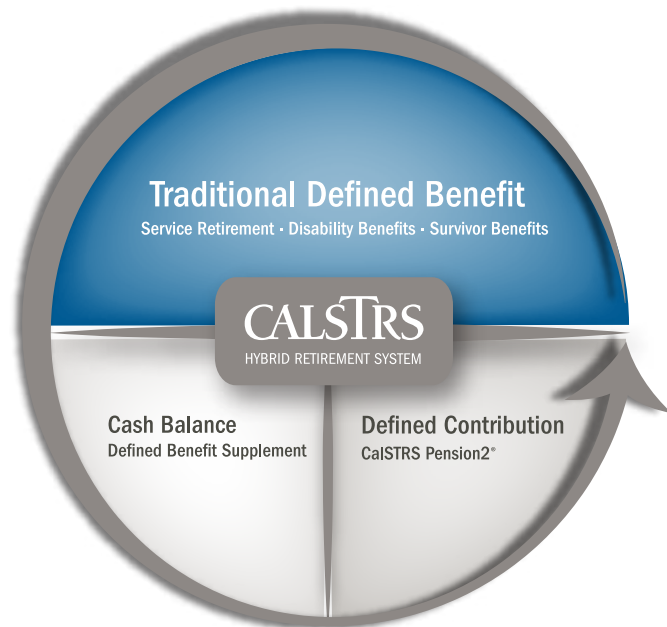 Traditional Defined Benefit
Service Retirement · Disability Benefits · Survivor Benefits
CALSTRS
HYBRID RETIREMENT SYSTEM
Cash Balance
Defined Benefit Supplement
Defined Contribution
CalSTRS Pension2®